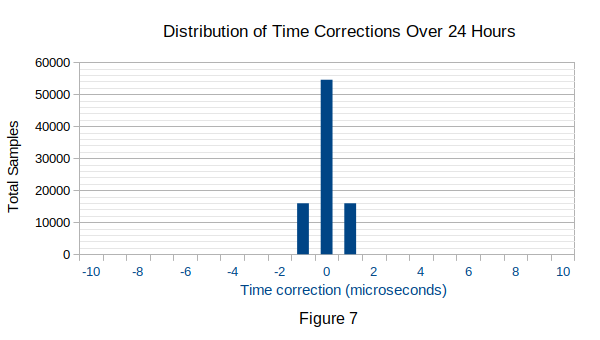 Distribution of Time Corrections Over 24 Hours
Total Samples
60000
50000
40000
30000
20000
10000
0
-10 -8 -6 -4 -2 0 2 4 6 8 10
Time correction (microseconds)
Figure 7